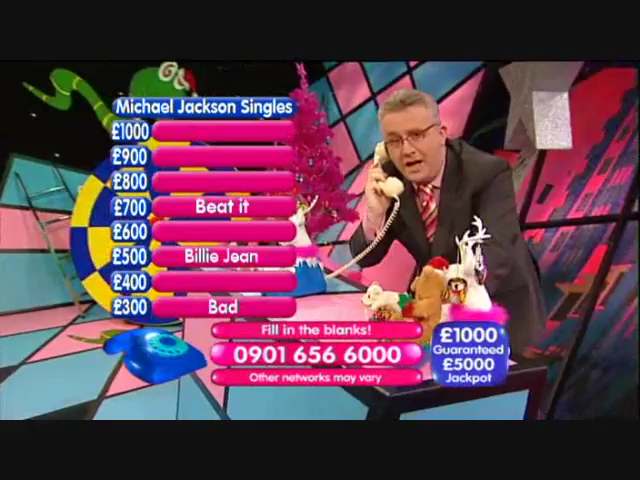 Michael Jackson Singles
£1000
£900
£800
£700 Beat it
£600
£500 Billie Jean
£400
£300 Bad
Fill in the blanks!
0901 656 6000
Other networks may vary
£1000
Guaranteed
£5000
Jackpot